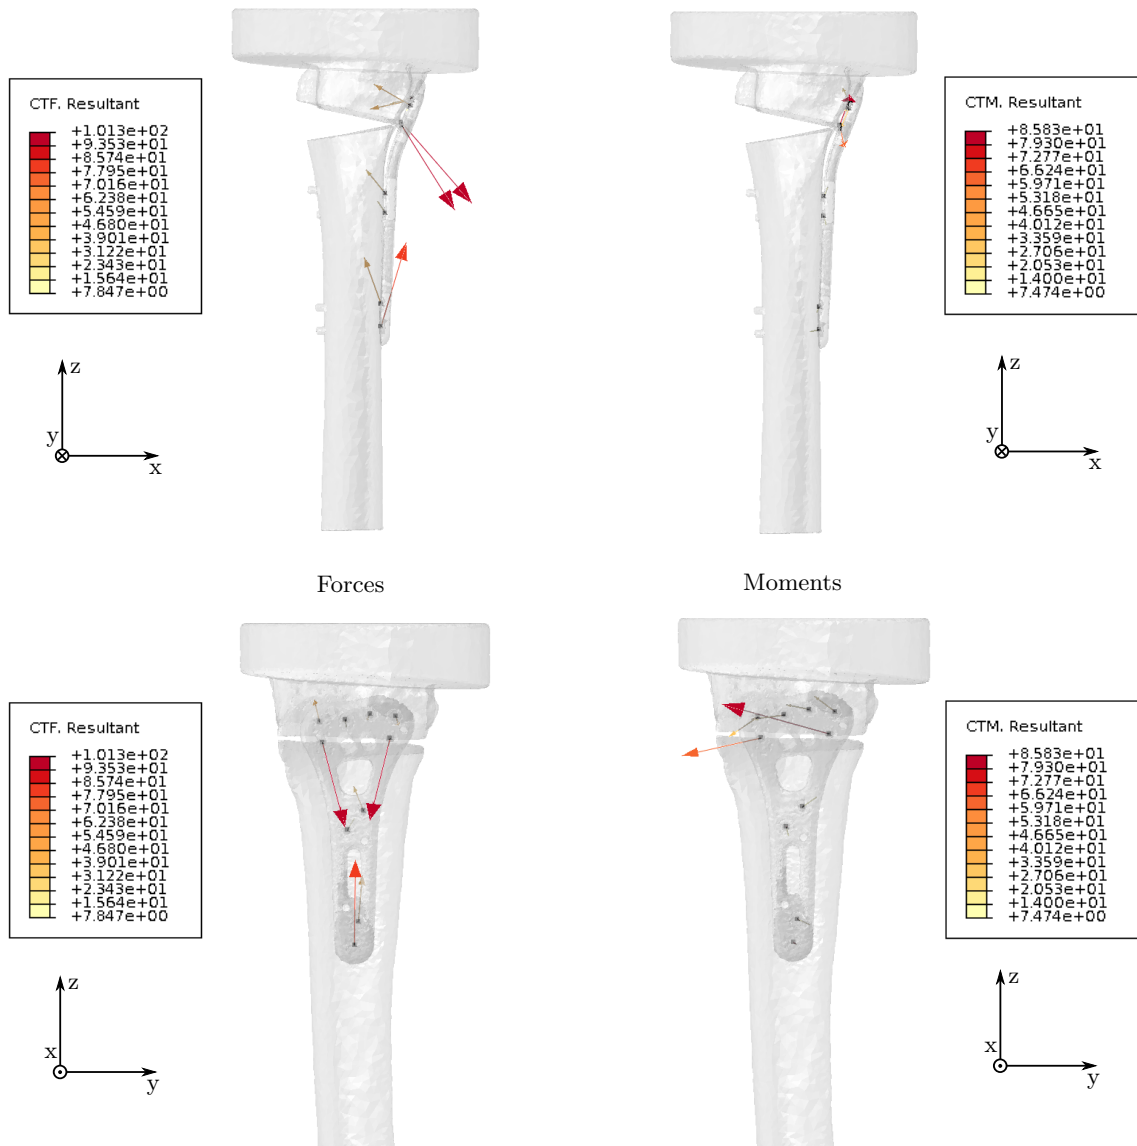 CTF. Resultant
+1.013e+02
+9.353e+01
+8.574e+01
+7.795e+01
+7.016e+01
+6.238e+01
+5.459e+01
+4.680e+01
+3.901e+01
+3.122e+01
+2.343e+01
+1.564e+01
+7.847e+00
z
y
x
CTM. Resultant
+8.583e+01
+7.930e+01
+7.277e+01
+6.624e+01
+5.971e+01
+5.318e+01
+4.665e+01
+4.012e+01
+3.359e+01
+2.706e+01
+2.053e+01
+1.400e+01
+7.474e+00
z
y
x
Forces
Moments
CTF. Resultant
+1.013e+02
+9.353e+01
+8.574e+01
+7.795e+01
+7.016e+01
+6.238e+01
+5.459e+01
+4.680e+01
+3.901e+01
+3.122e+01
+2.343e+01
+1.564e+01
+7.847e+00
z
x
y
CTM. Resultant
+8.583e+01
+7.930e+01
+7.277e+01
+6.624e+01
+5.971e+01
+5.318e+01
+4.665e+01
+4.012e+01
+3.359e+01
+2.706e+01
+2.053e+01
+1.400e+01
+7.474e+00
z
x
y